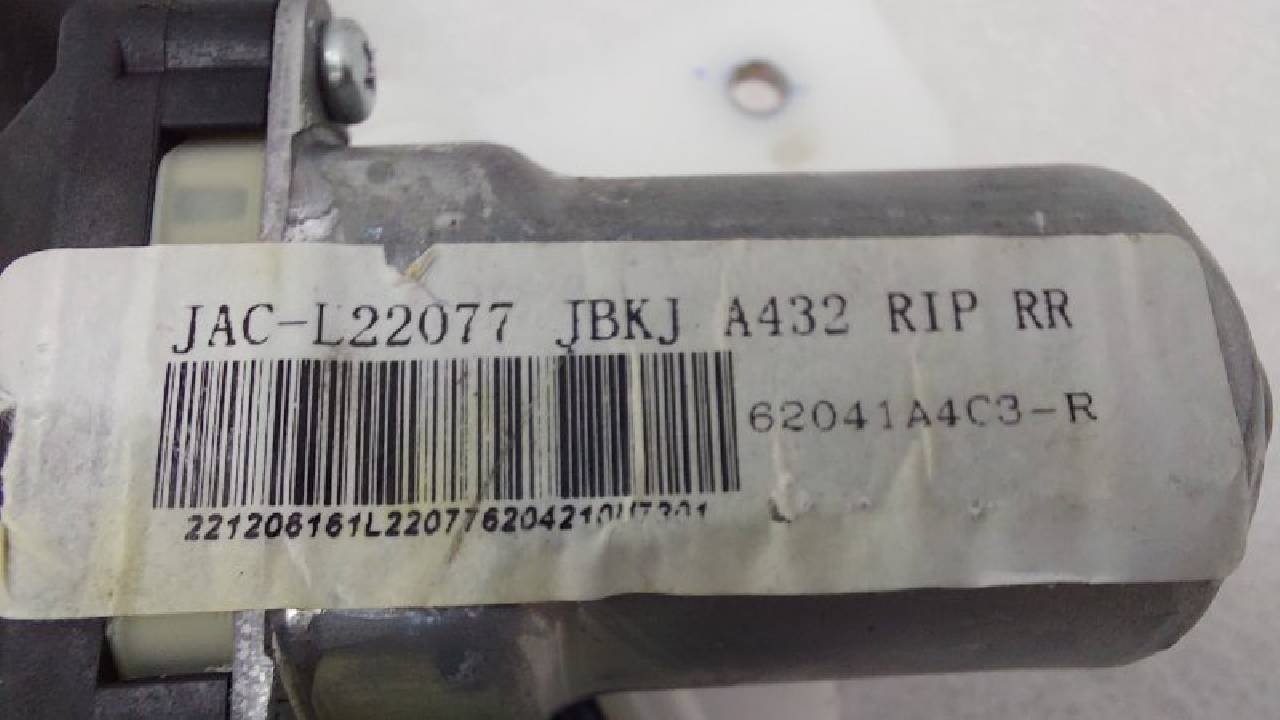 JAC-L22077 JBKJ A432 RIP RR
62041A4C3-R